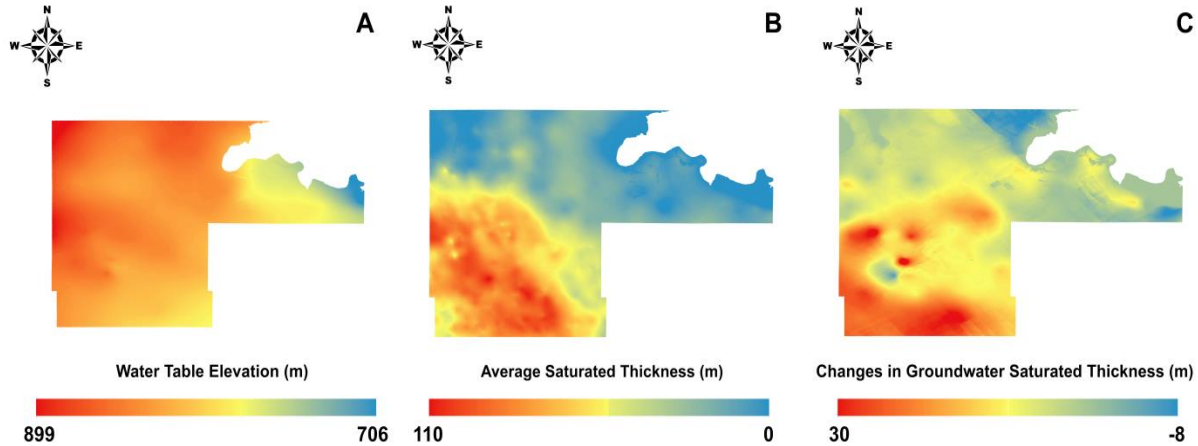 A
N
W E
S
Water Table Elevation (m)
899 706
B
N
W E
S
Average Saturated Thickness (m)
110 0
C
N
W E
S
Changes in Groundwater Saturated Thickness (m)
30 -8